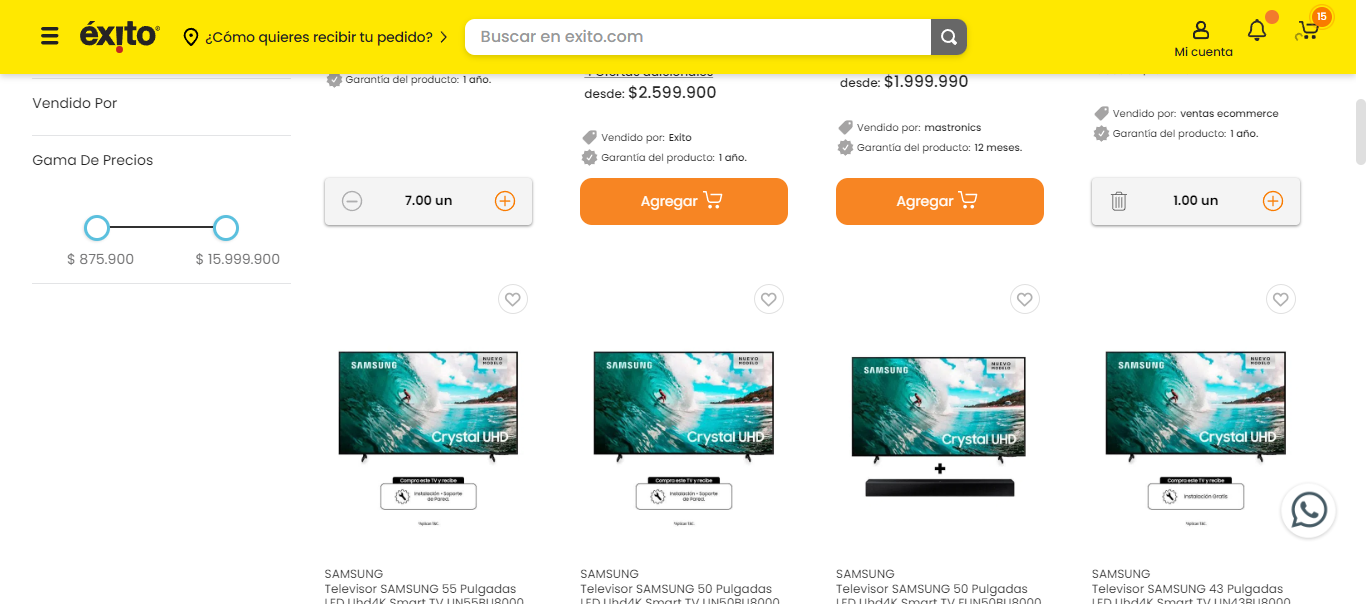 éxito
¿Cómo quieres recibir tu pedido?
Buscar en exito.com
Mi cuenta
15
Vendido Por
Gama De Precios
$ 875.900
$ 15.999.900
Garantía del producto: 1 año.
7.00 un
4 Ofertas adicionales
desde: $2.599.900
Vendido por: Exito
Garantía del producto: 1 año.
Agregar
desde: $1.999.990
Vendido por: mastronics
Garantía del producto: 12 meses.
Agregar
Vendido por: ventas ecommerce
Garantía del producto: 1 año.
1.00 un
SAMSUNG
NUEVO MODELO
Crystal UHD
Compra este TV y recibe
Instalación + Soporte
de Pared.
SAMSUNG
Televisor SAMSUNG 55 Pulgadas
LED Uhd4K Smart TV UN55BU8000
SAMSUNG
NUEVO MODELO
Crystal UHD
Compra este TV y recibe
Instalación + Soporte
de Pared.
SAMSUNG
Televisor SAMSUNG 50 Pulgadas
LED Uhd4K Smart TV UN50BU8000
SAMSUNG
NUEVO MODELO
Crystal UHD
+
SAMSUNG
Televisor SAMSUNG 50 Pulgadas
LED Uhd4K Smart TV FUN50BU8000
SAMSUNG
NUEVO MODELO
Crystal UHD
Compra este TV y recibe
Instalación Gratis
SAMSUNG
Televisor SAMSUNG 43 Pulgadas
LED Uhd4K Smart TV UN43BU8000